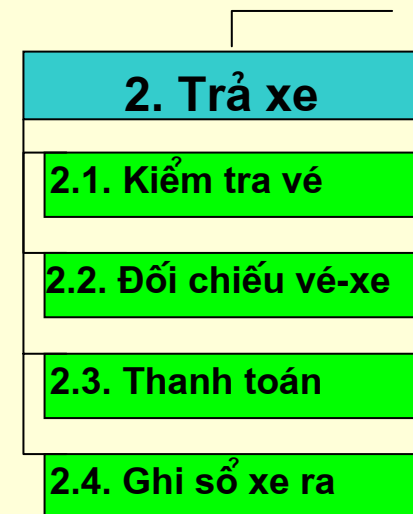 2. Trả xe
2.1. Kiểm tra vé
2.2. Đối chiếu vé-xe
2.3. Thanh toán
2.4. Ghi sổ xe ra